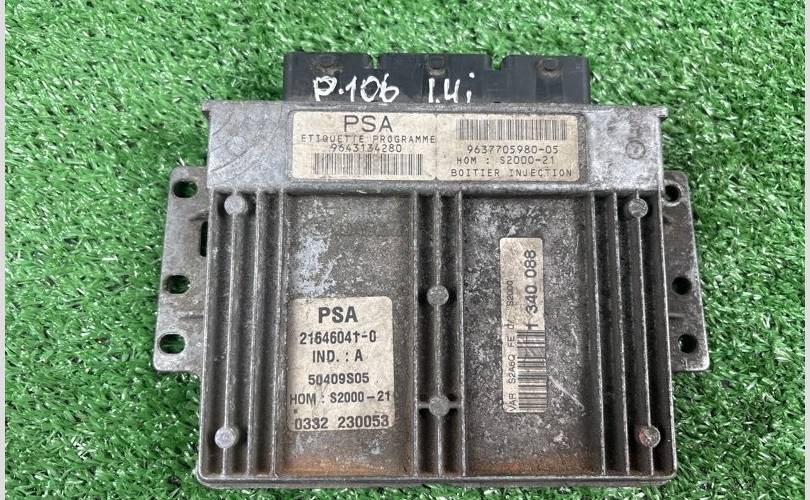 P.106 1.4i
PSA
ETIQUETTE PROGRAMME
9643134280
9637705980-05
HOM : S2000-21
BOITIER INJECTION
PSA
21646041-0
IND. : A
50409S05
HOM : S2000-21
0332 230053
1 340 088